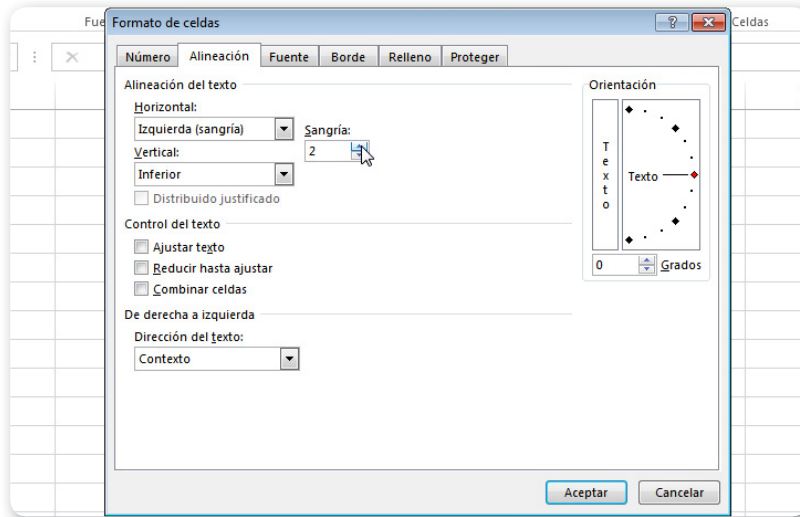 Fue
Formato de celdas
Celdas
Número Alineación Fuente Borde Relleno Proteger
Alineación del texto
Horizontal:
Izquierda (sangría)
Sangría:
2
Vertical:
Inferior
Distribuido justificado
Control del texto
Ajustar texto
Reducir hasta ajustar
Combinar celdas
De derecha a izquierda
Dirección del texto:
Contexto
Orientación
T
e
x
t
o
Texto
0 Grados
Aceptar Cancelar